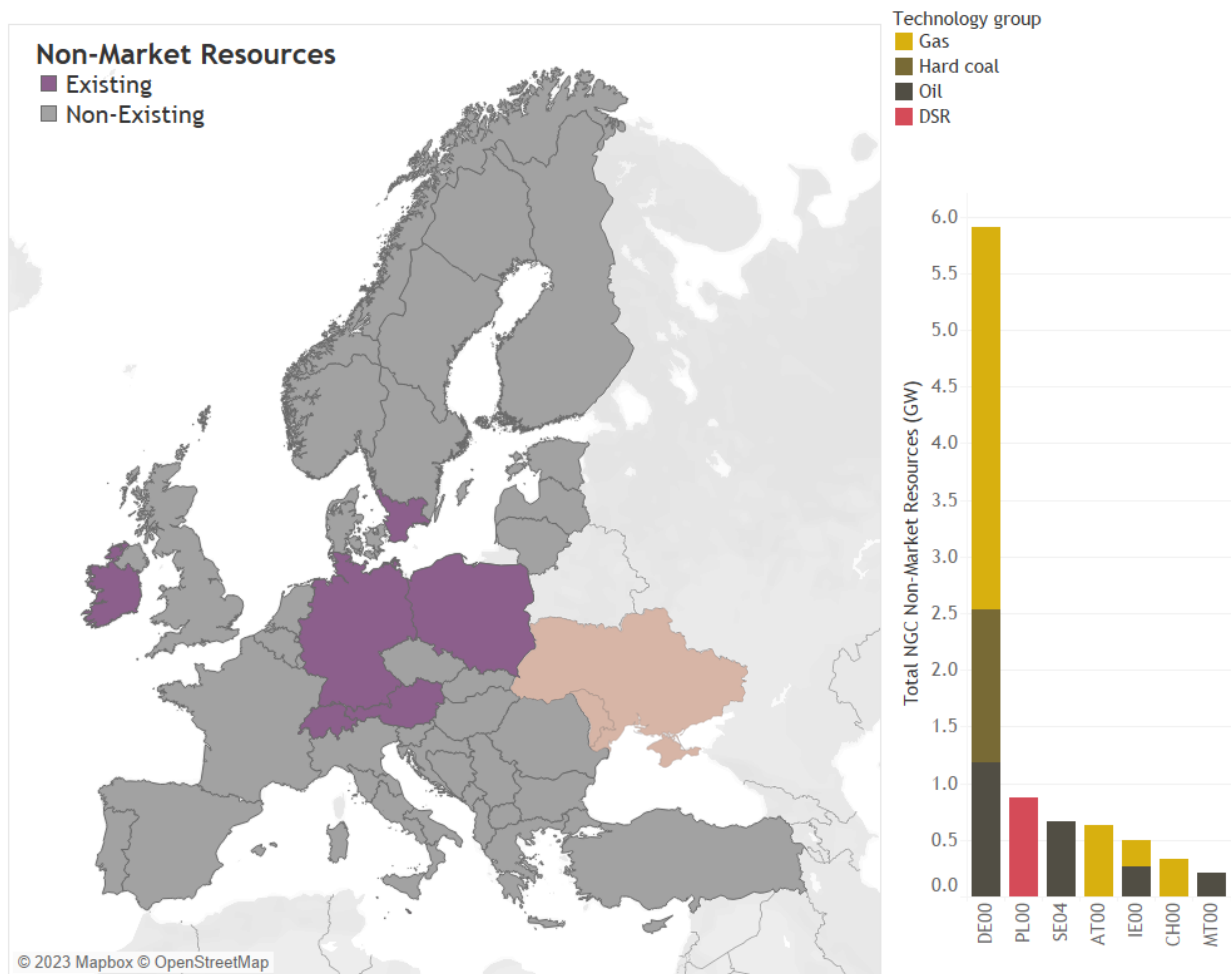 Non-Market Resources
Existing
Non-Existing
© 2023 Mapbox © OpenStreetMap
Technology group
Gas
Hard coal
Oil
DSR
Total NGC Non-Market Resources (GW)
6.0
5.5
5.0
4.5
4.0
3.5
3.0
2.5
2.0
1.5
1.0
0.5
0.0
DE00
PL00
SE04
AT00
IE00
CH00
MT00